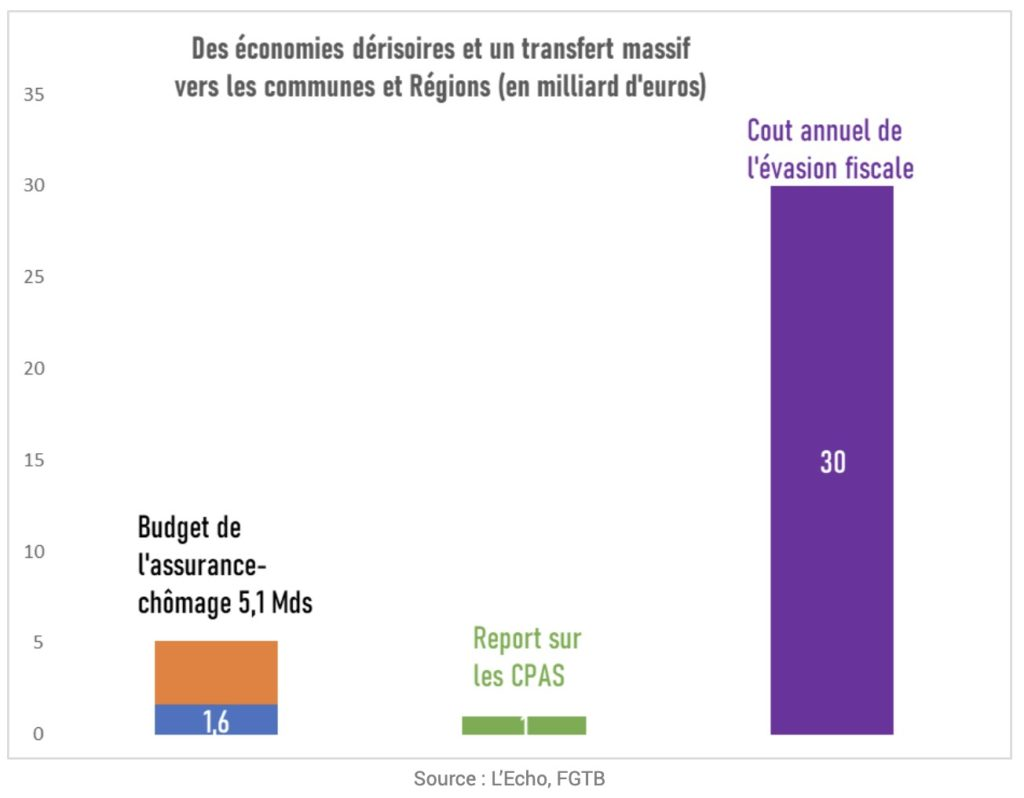 Des économies dérisoires et un transfert massif
vers les communes et Régions (en milliard d'euros)
35
30
25
20
15
10
5
0
Budget de
l'assurance-
chômage 5,1 Mds
1,6
Report sur
les CPAS
1
Cout annuel de
l'évasion fiscale
30
Source : L’Echo, FGTB